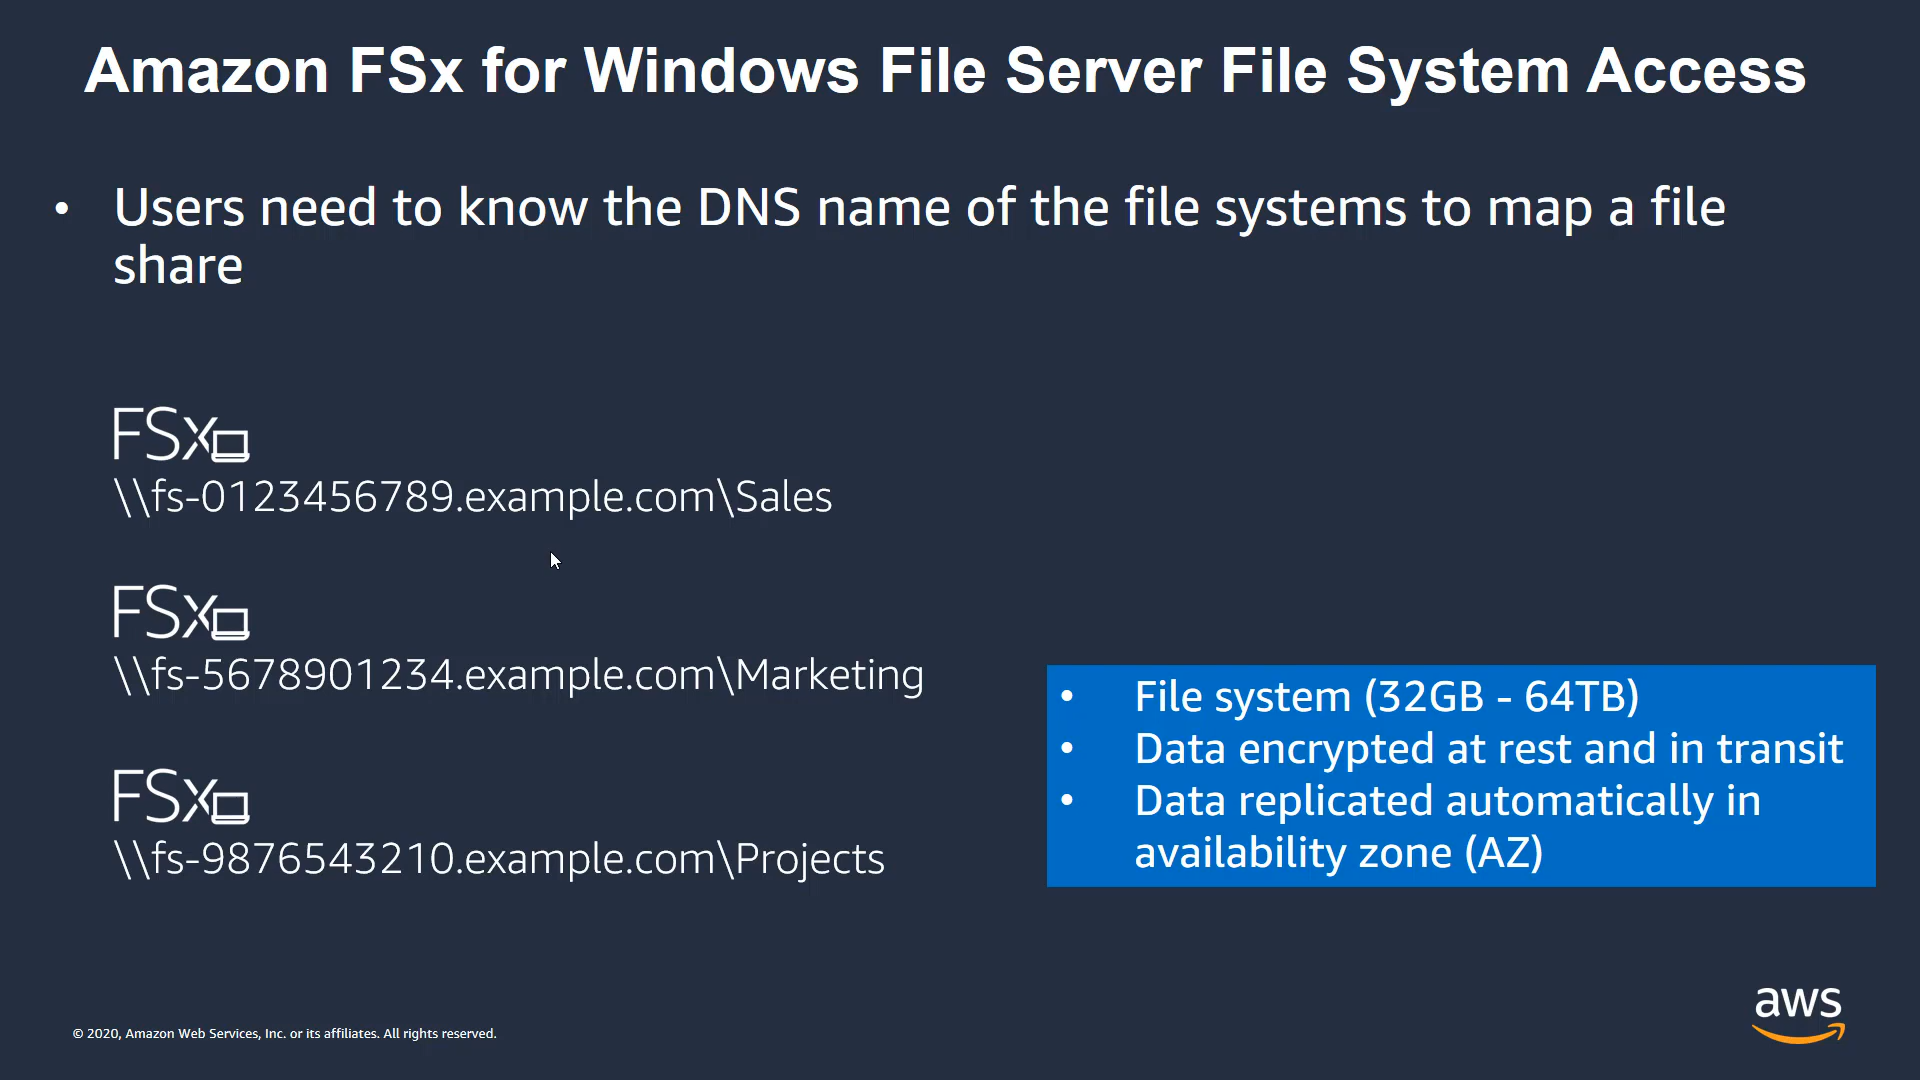 Amazon FSx for Windows File Server File System Access
• Users need to know the DNS name of the file systems to map a file
share
FSx
\\fs-0123456789.example.com\Sales
FSx
\\fs-5678901234.example.com\Marketing
FSx
\\fs-9876543210.example.com\Projects
• File system (32GB - 64TB)
• Data encrypted at rest and in transit
• Data replicated automatically in
availability zone (AZ)
© 2020, Amazon Web Services, Inc. or its affiliates. All rights reserved.
aws